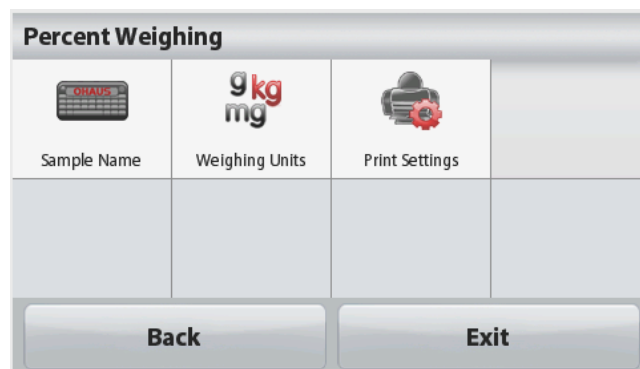 Percent Weighing
OHAUS
g kg
mg
Sample Name
Weighing Units
Print Settings
Back
Exit